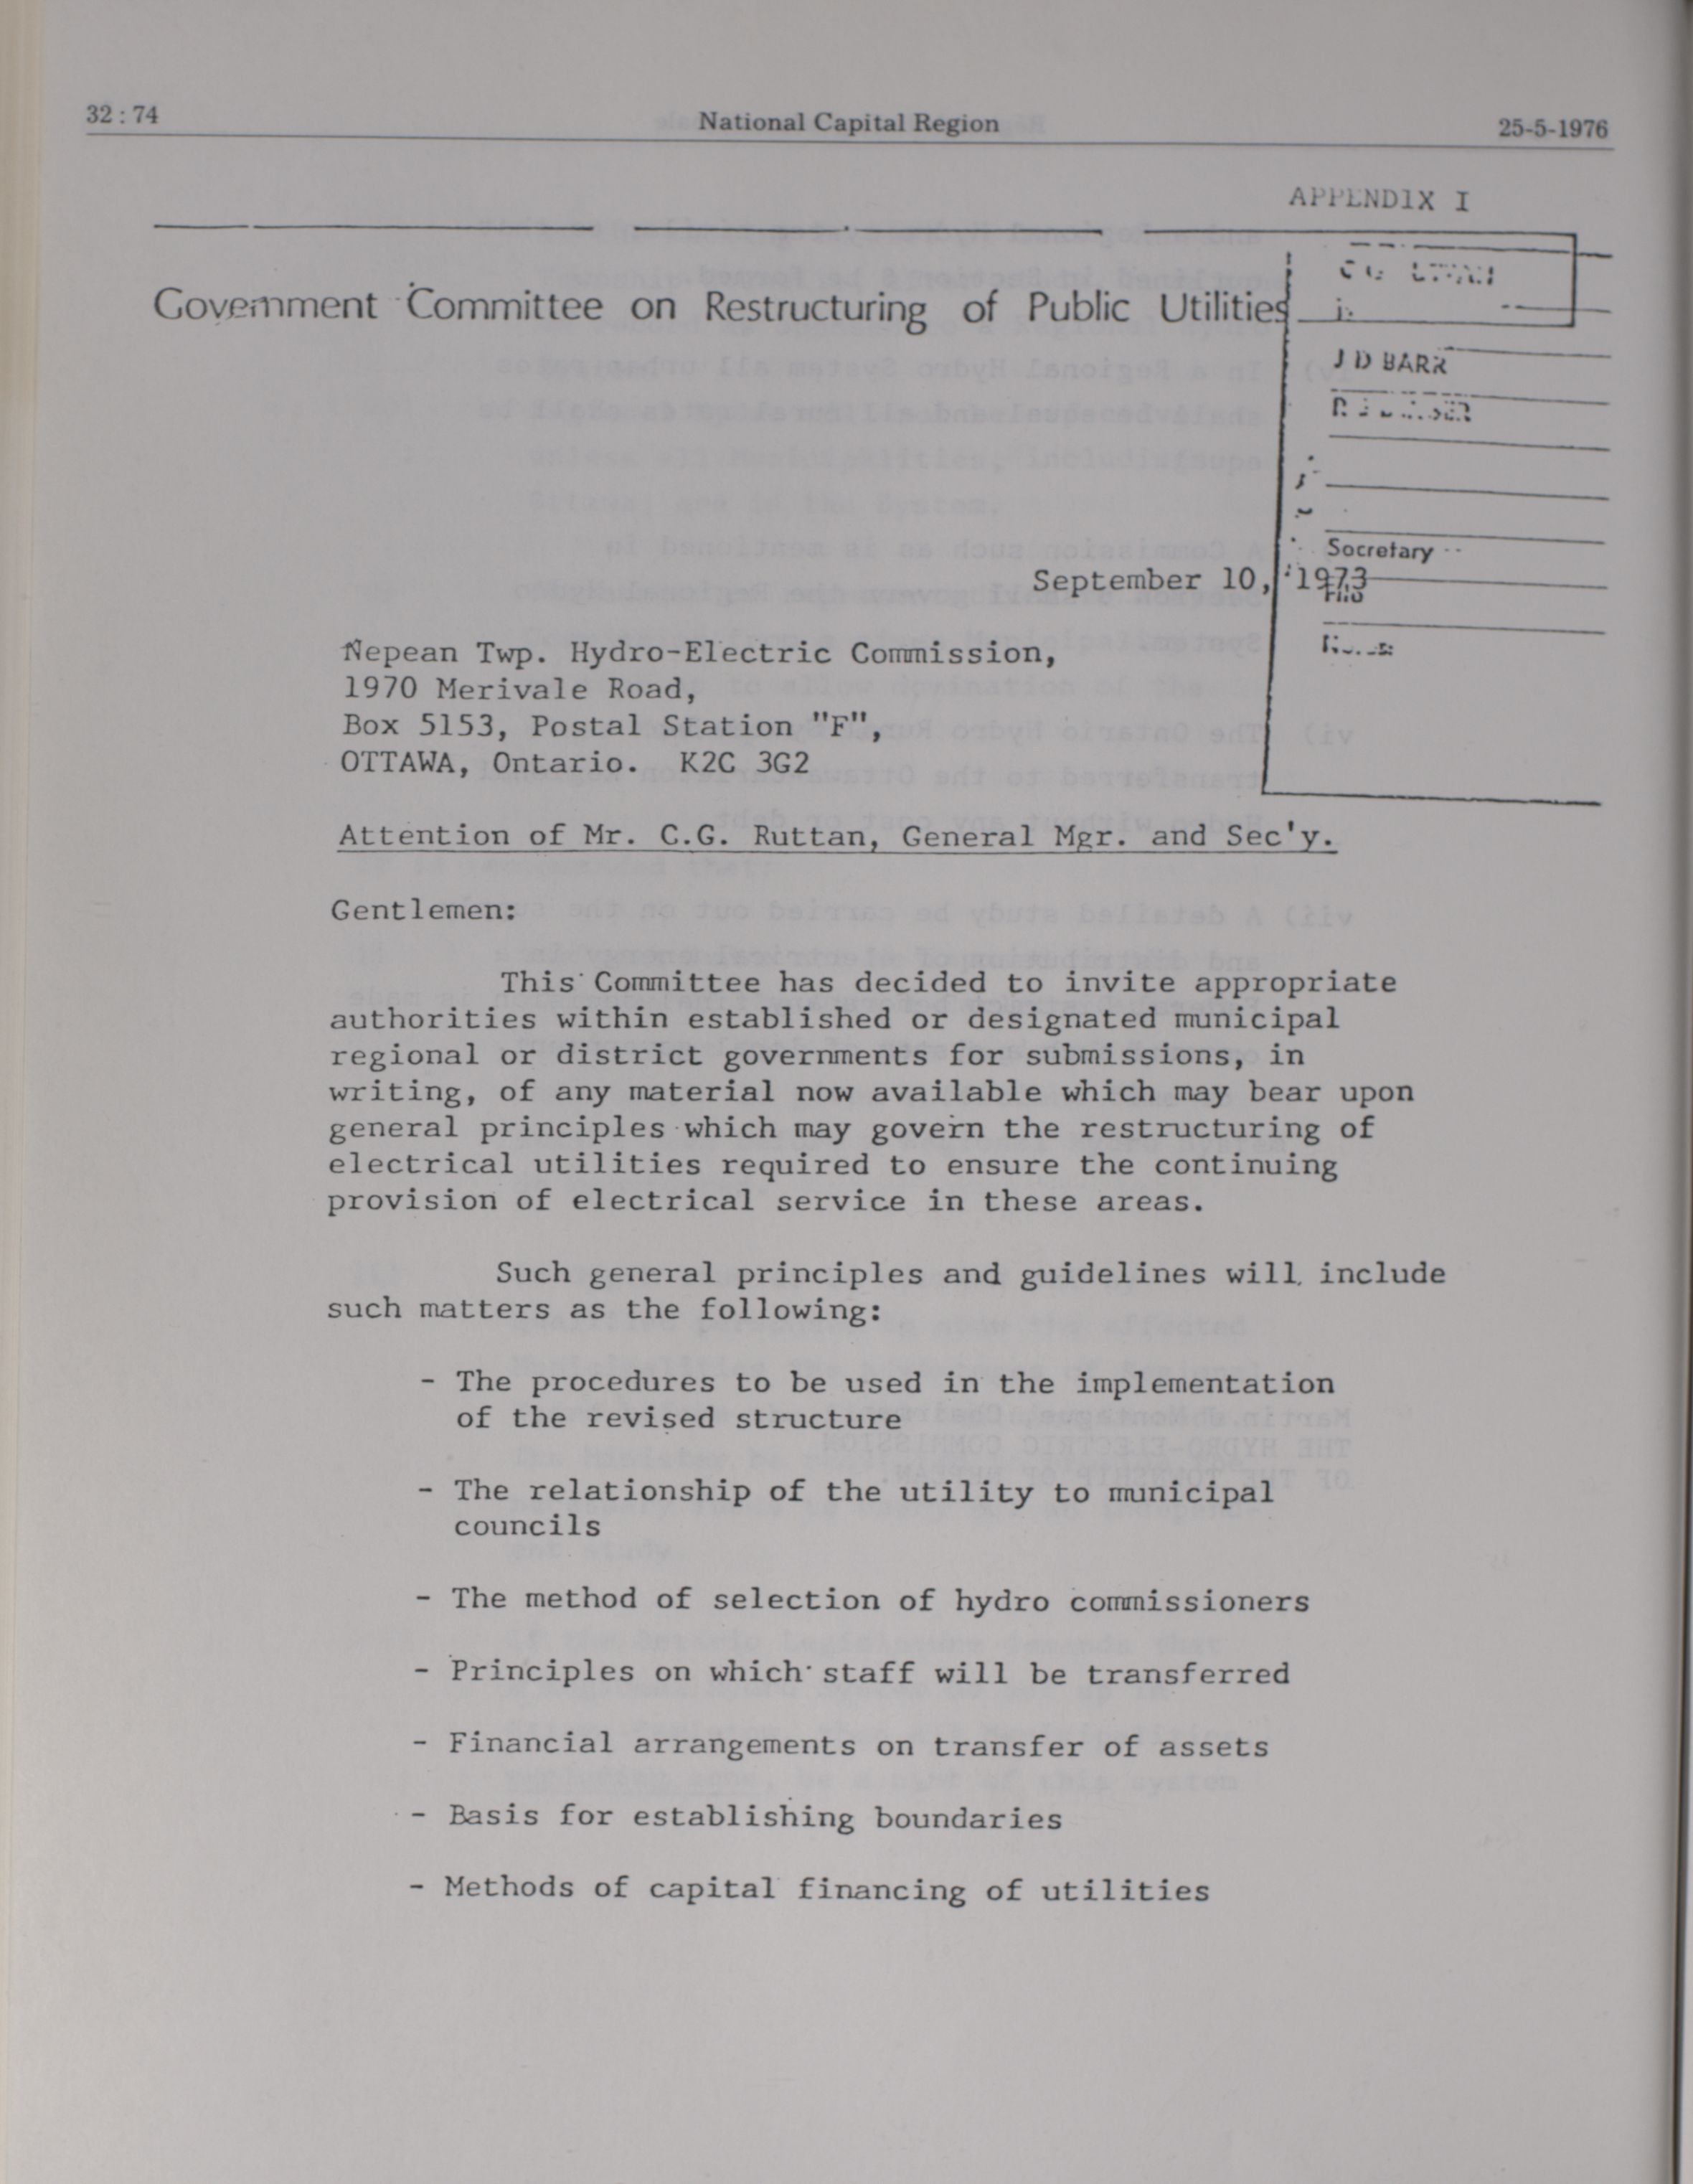 32 : 74
National Capital Region
25-5-1976
APPENDIX I
Government Committee on Restructuring of Public Utilities
J D BARR
Secretary
File
September 10, 1973
Nepean Twp. Hydro-Electric Commission,
1970 Merivale Road,
Box 5153, Postal Station "F",
OTTAWA, Ontario. K2C 3G2
Attention of Mr. C.G. Ruttan, General Mgr. and Sec'y.
Gentlemen:
This Committee has decided to invite appropriate
authorities within established or designated municipal
regional or district governments for submissions, in
writing, of any material now available which may bear upon
general principles which may govern the restructuring of
electrical utilities required to ensure the continuing
provision of electrical service in these areas.
Such general principles and guidelines will include
such matters as the following:
- The procedures to be used in the implementation
of the revised structure
- The relationship of the utility to municipal
councils
- The method of selection of hydro commissioners
- Principles on which staff will be transferred
- Financial arrangements on transfer of assets
- Basis for establishing boundaries
- Methods of capital financing of utilities